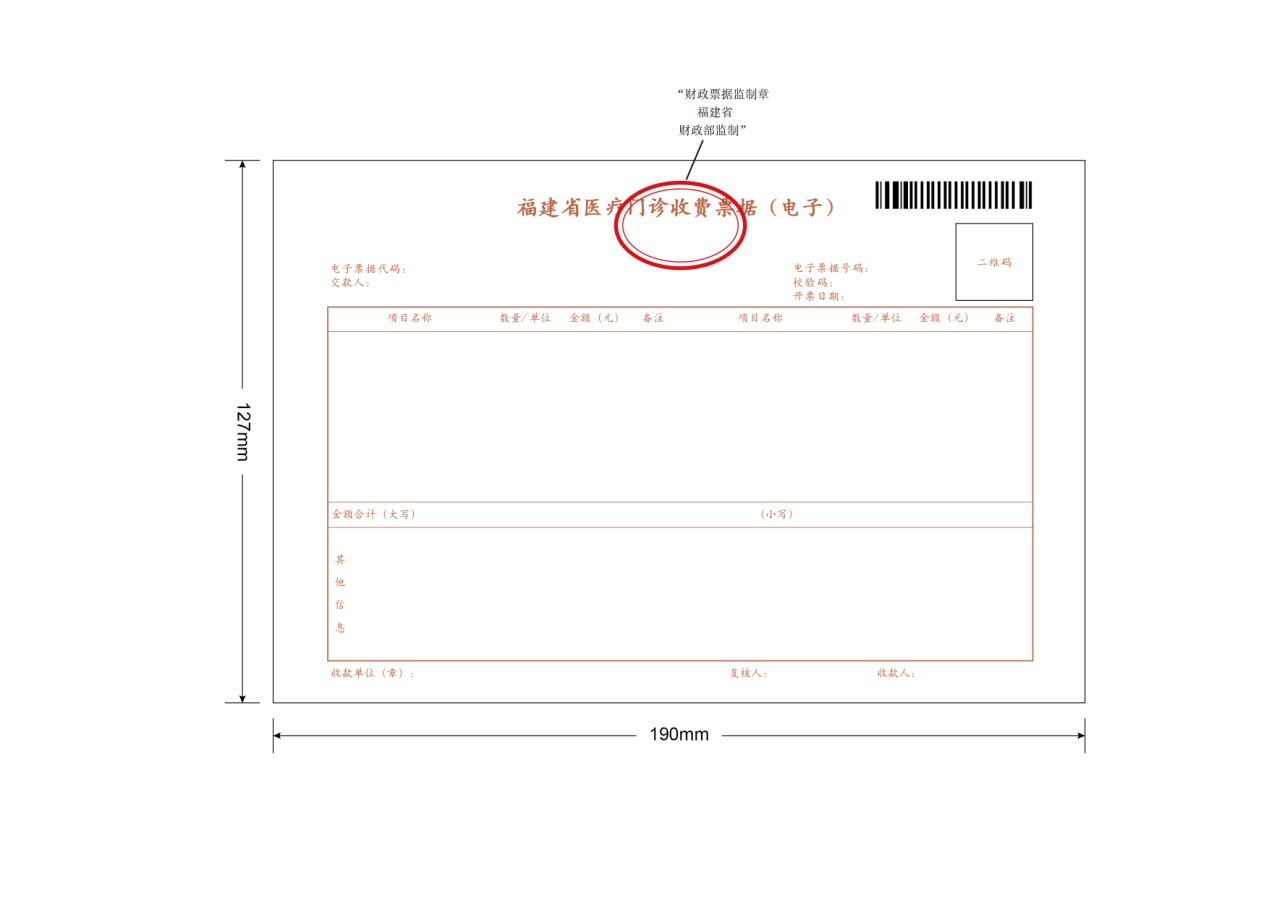 “财政票据监制章
福建省
财政部监制”
福建省医疗门诊收费票据（电子）
二维码
电子票据代码：
电子票据号码：
交款人：
校验码：
开票日期：
项目名称 数量/单位 金额（元） 备注 项目名称 数量/单位 金额（元） 备注
127mm
金额合计（大写） （小写）
其
他
信
息
收款单位（章）： 复核人： 收款人：
190mm